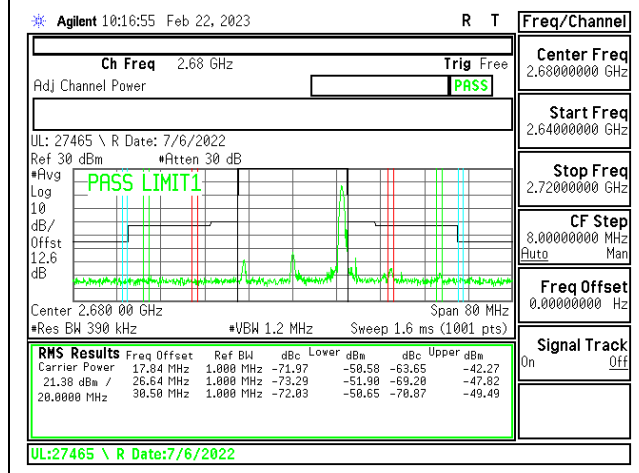 Agilent 10:16:55 Feb 22, 2023 R T
Ch Freq 2.68 GHz Trig Free
Adj Channel Power PASS
UL: 27465 \ R Date: 7/6/2022
Ref 30 dBm #Atten 30 dB
#Avg
Log
10
dB/
Offst
12.6
dB
PASS LIMIT1
Center 2.680 00 GHz Span 80 MHz
#Res BW 390 kHz #VBW 1.2 MHz Sweep 1.6 ms (1001 pts)
RMS Results Freq Offset Ref BW dBc Lower dBm dBc Upper dBm
Carrier Power 17.84 MHz 1.000 MHz -71.97 -50.58 -63.65 -42.27
21.38 dBm / 26.64 MHz 1.000 MHz -73.29 -51.90 -69.20 -47.82
20.0000 MHz 30.50 MHz 1.000 MHz -72.03 -50.65 -70.87 -49.49
UL:27465 \ R Date:7/6/2022
Freq/Channel
Center Freq
2.68000000 GHz
Start Freq
2.64000000 GHz
Stop Freq
2.72000000 GHz
CF Step
8.00000000 MHz
Auto Man
Freq Offset
0.00000000 Hz
Signal Track
On Off